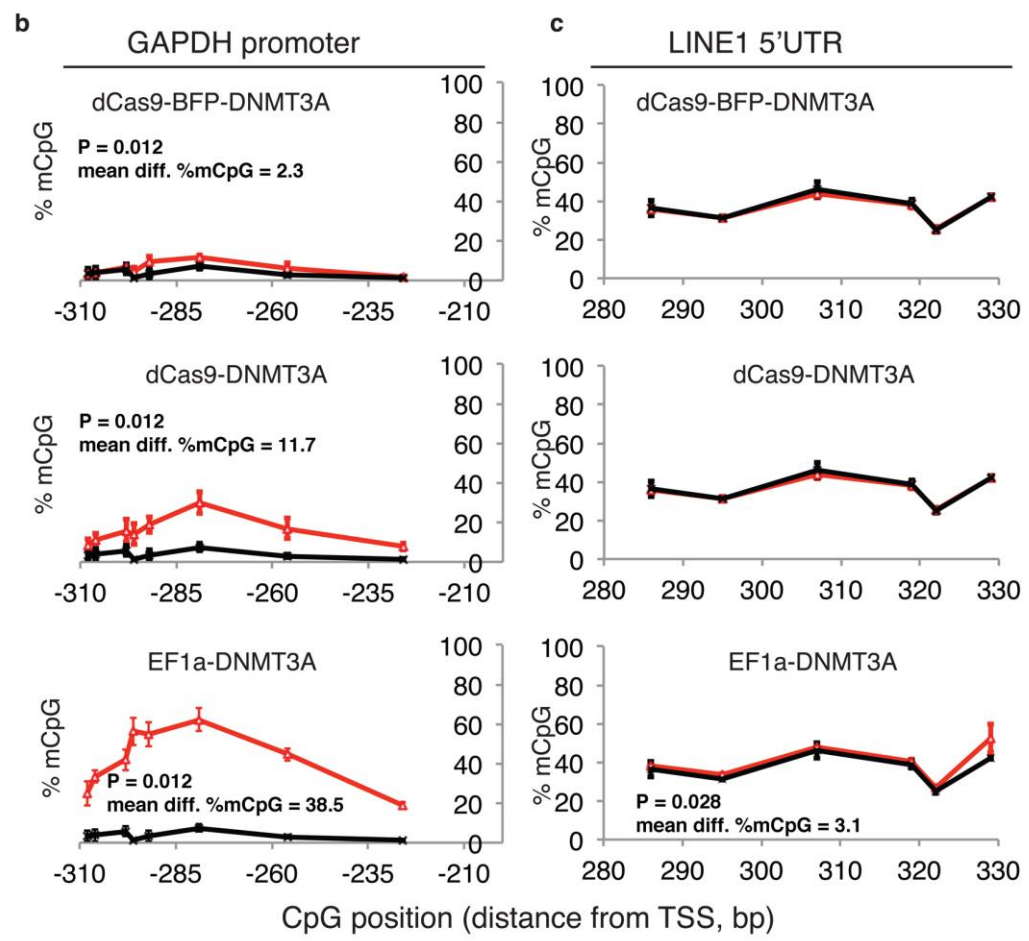 b
GAPDH promoter
dCas9-BFP-DNMT3A
P = 0.012
mean diff. %mCpG = 2.3
% mCpG
100
80
60
40
20
0
-310 -285 -260 -235 -210
dCas9-DNMT3A
P = 0.012
mean diff. %mCpG = 11.7
% mCpG
100
80
60
40
20
0
-310 -285 -260 -235 -210
EF1a-DNMT3A
P = 0.012
mean diff. %mCpG = 38.5
% mCpG
100
80
60
40
20
0
-310 -285 -260 -235 -210
c
LINE1 5'UTR
dCas9-BFP-DNMT3A
% mCpG
100
80
60
40
20
0
280 290 300 310 320 330
dCas9-DNMT3A
% mCpG
100
80
60
40
20
0
280 290 300 310 320 330
EF1a-DNMT3A
P = 0.028
mean diff. %mCpG = 3.1
% mCpG
100
80
60
40
20
0
280 290 300 310 320 330
CpG position (distance from TSS, bp)